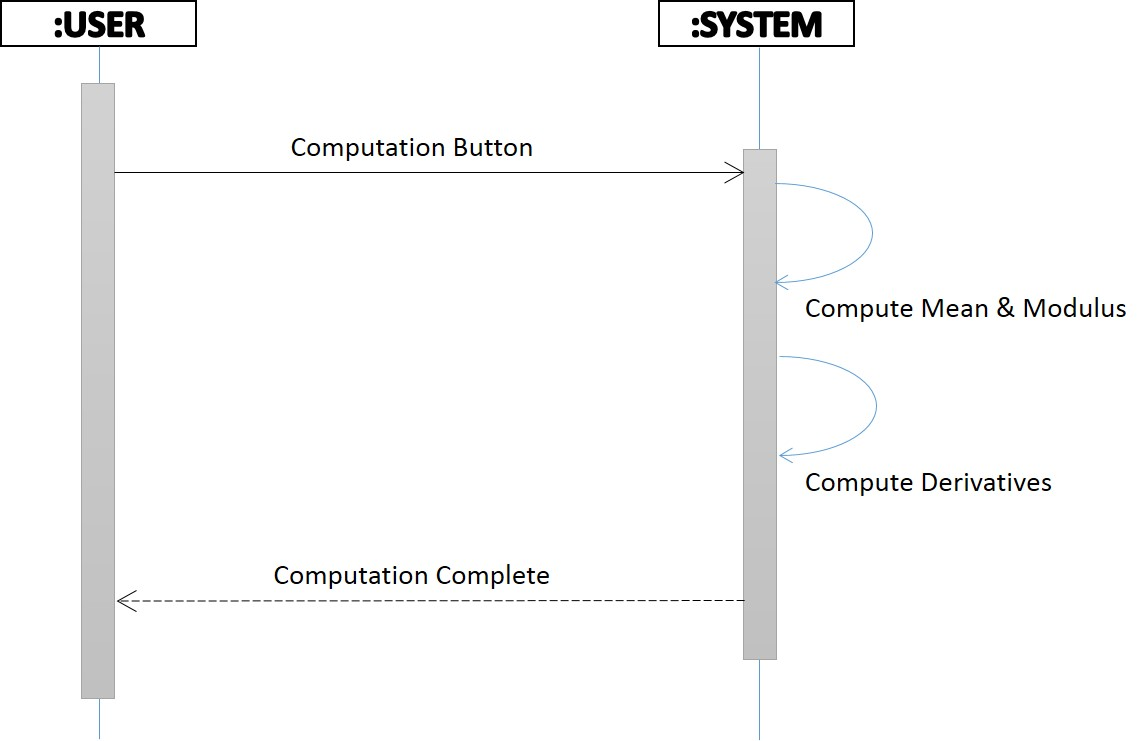 :USER
:SYSTEM
Computation Button
Compute Mean & Modulus
Compute Derivatives
Computation Complete